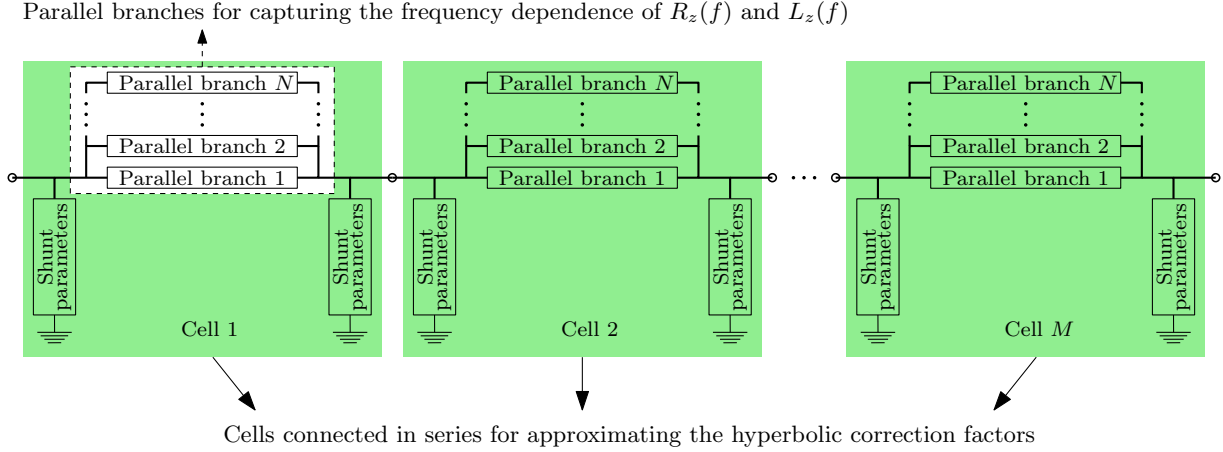 Parallel branches for capturing the frequency dependence of R_z(f) and L_z(f)
Parallel branch N
Parallel branch 2
Parallel branch 1
Shunt
parameters
Shunt
parameters
Cell 1
Parallel branch N
Parallel branch 2
Parallel branch 1
Shunt
parameters
Shunt
parameters
Cell 2
Parallel branch N
Parallel branch 2
Parallel branch 1
Shunt
parameters
Shunt
parameters
Cell M
Cells connected in series for approximating the hyperbolic correction factors